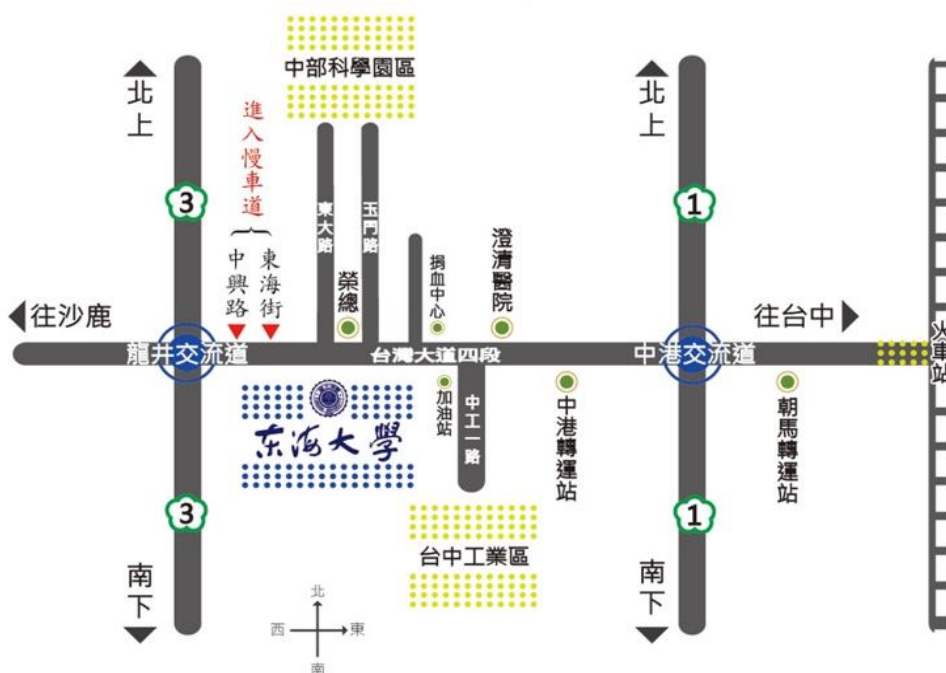 中部科學園區
北上
北上
進入慢車道
3
1
東大路
玉門路
中興路
東海街
榮總
捐血中心
澄清醫院
往沙鹿
往台中
龍井交流道
台灣大道四段
中港交流道
火車站
东海大學
加油站
中工一路
中港轉運站
朝馬轉運站
3
1
台中工業區
南下
南下
北
西
東
南